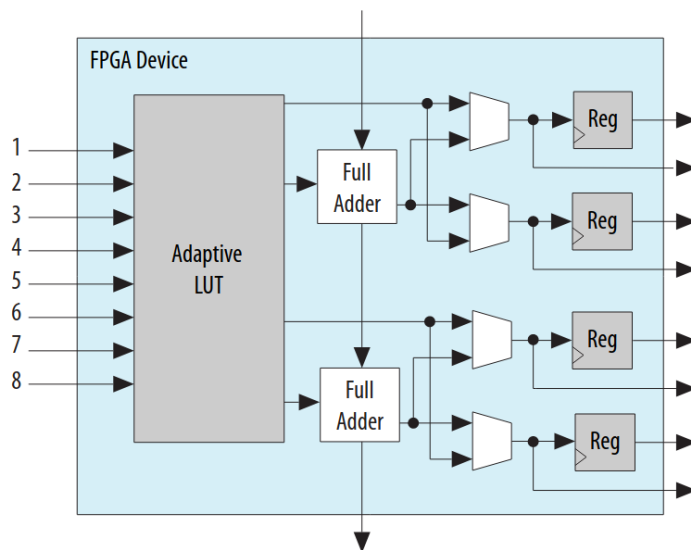 FPGA Device
1
2
3
4
5
6
7
8
Adaptive
LUT
Full
Adder
Full
Adder
Reg
Reg
Reg
Reg